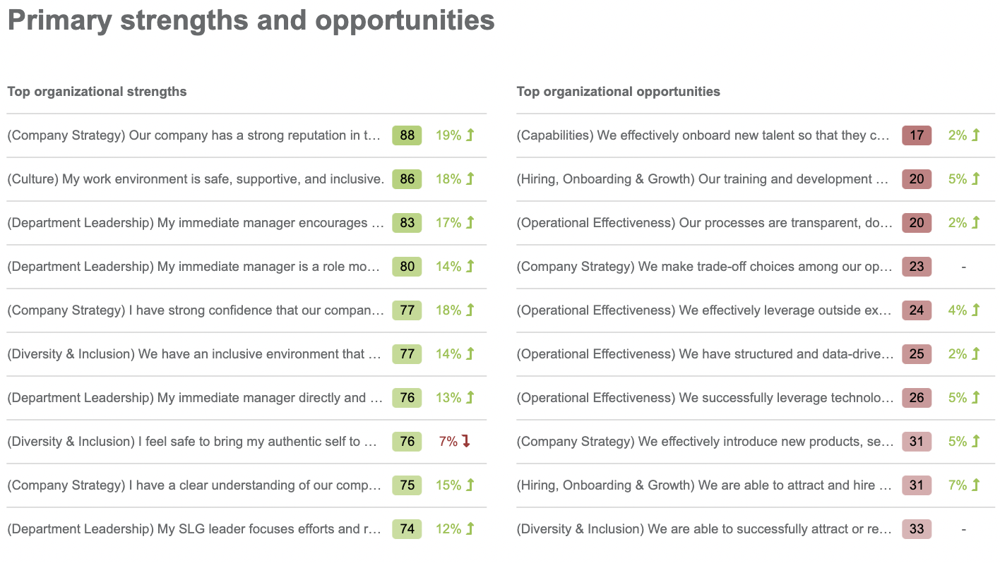 Primary strengths and opportunities
Top organizational strengths
(Company Strategy) Our company has a strong reputation in t… 88 19%
(Culture) My work environment is safe, supportive, and inclusive. 86 18%
(Department Leadership) My immediate manager encourages … 83 17%
(Department Leadership) My immediate manager is a role mo… 80 14%
(Company Strategy) I have strong confidence that our compan… 77 18%
(Diversity & Inclusion) We have an inclusive environment that … 77 14%
(Department Leadership) My immediate manager directly and … 76 13%
(Diversity & Inclusion) I feel safe to bring my authentic self to … 76 7%
(Company Strategy) I have a clear understanding of our comp… 75 15%
(Department Leadership) My SLG leader focuses efforts and r… 74 12%
Top organizational opportunities
(Capabilities) We effectively onboard new talent so that they c… 17 2%
(Hiring, Onboarding & Growth) Our training and development … 20 5%
(Operational Effectiveness) Our processes are transparent, do… 20 2%
(Company Strategy) We make trade-off choices among our op… 23 -
(Operational Effectiveness) We effectively leverage outside ex… 24 4%
(Operational Effectiveness) We have structured and data-drive… 25 2%
(Operational Effectiveness) We successfully leverage technolo… 26 5%
(Company Strategy) We effectively introduce new products, se… 31 5%
(Hiring, Onboarding & Growth) We are able to attract and hire … 31 7%
(Diversity & Inclusion) We are able to successfully attract or re… 33 -